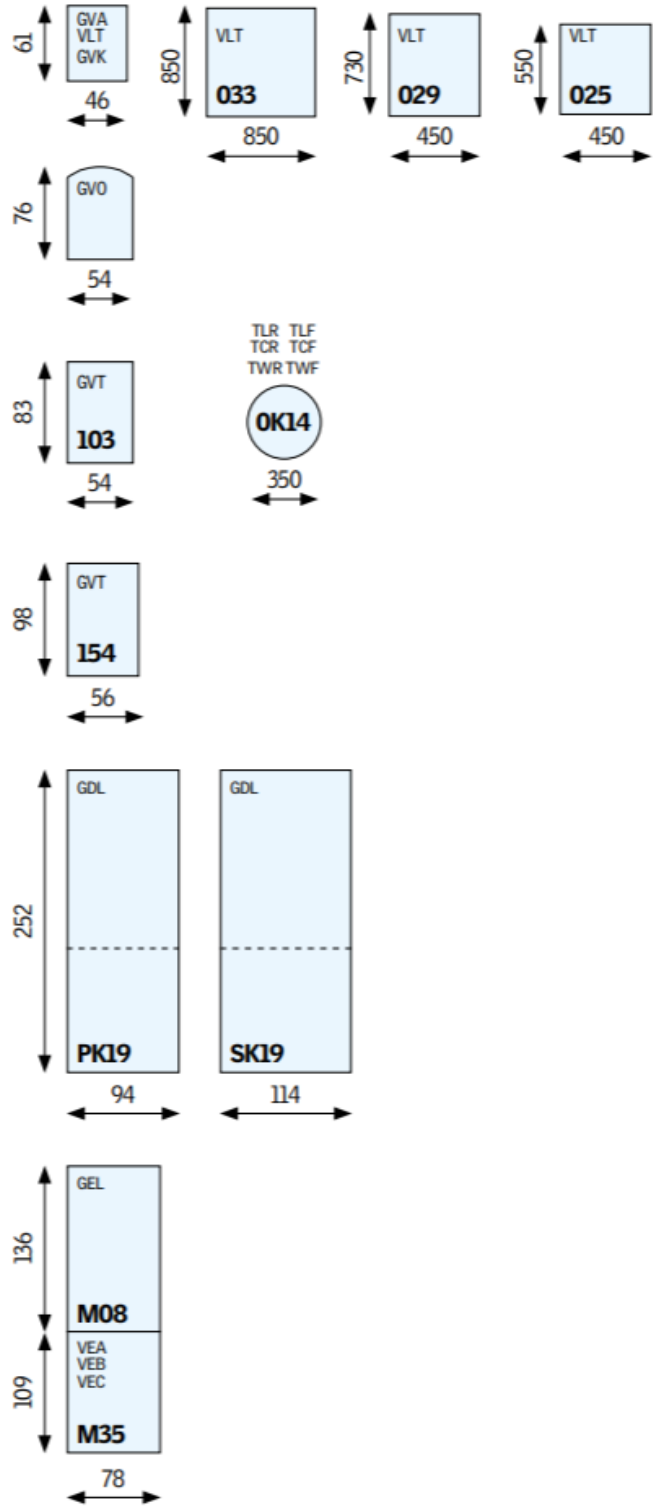 61
GVA
VLT
GVK
46
850
VLT
033
850
730
VLT
029
450
550
VLT
025
450
76
GVO
54
83
GVT
103
54
TLR TLF
TCR TCF
TWR TWF
0K14
350
98
GVT
154
56
252
GDL
PK19
94
GDL
SK19
114
136
GEL
M08
109
VEA
VEB
VEC
M35
78